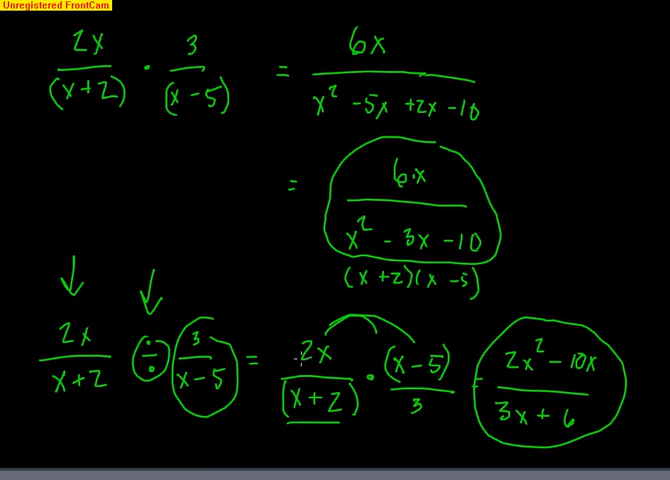 Unregistered FrontCam
2x/(x+2) · 3/(x-5) = 6x/x² -5x +2x -10
= 6x/x² - 3x -10
(x+2)(x-5)
2x/x+2 ÷ 3/x-5 = 2x/(x+2) · (x-5)/3 = 2x² -10x/3x+6